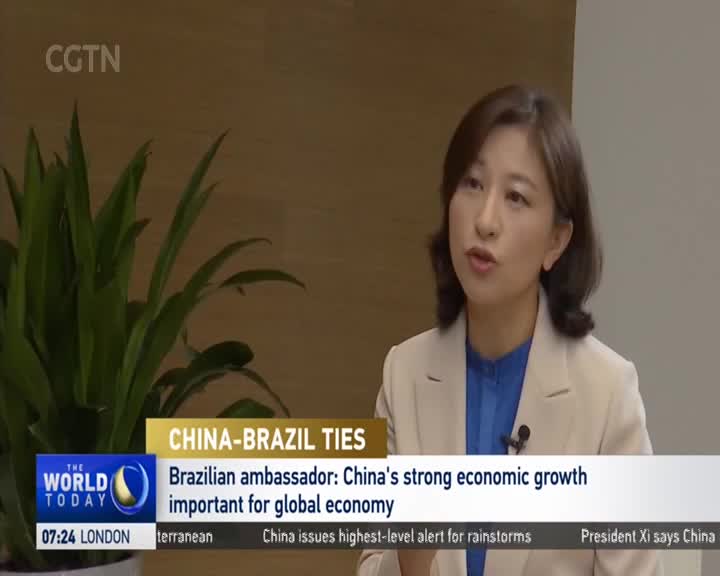 CGTN
CHINA-BRAZIL TIES
THE
WORLD
TODAY
Brazilian ambassador: China's strong economic growth
important for global economy
07:24 LONDON
terranean China issues highest-level alert for rainstorms President Xi says China